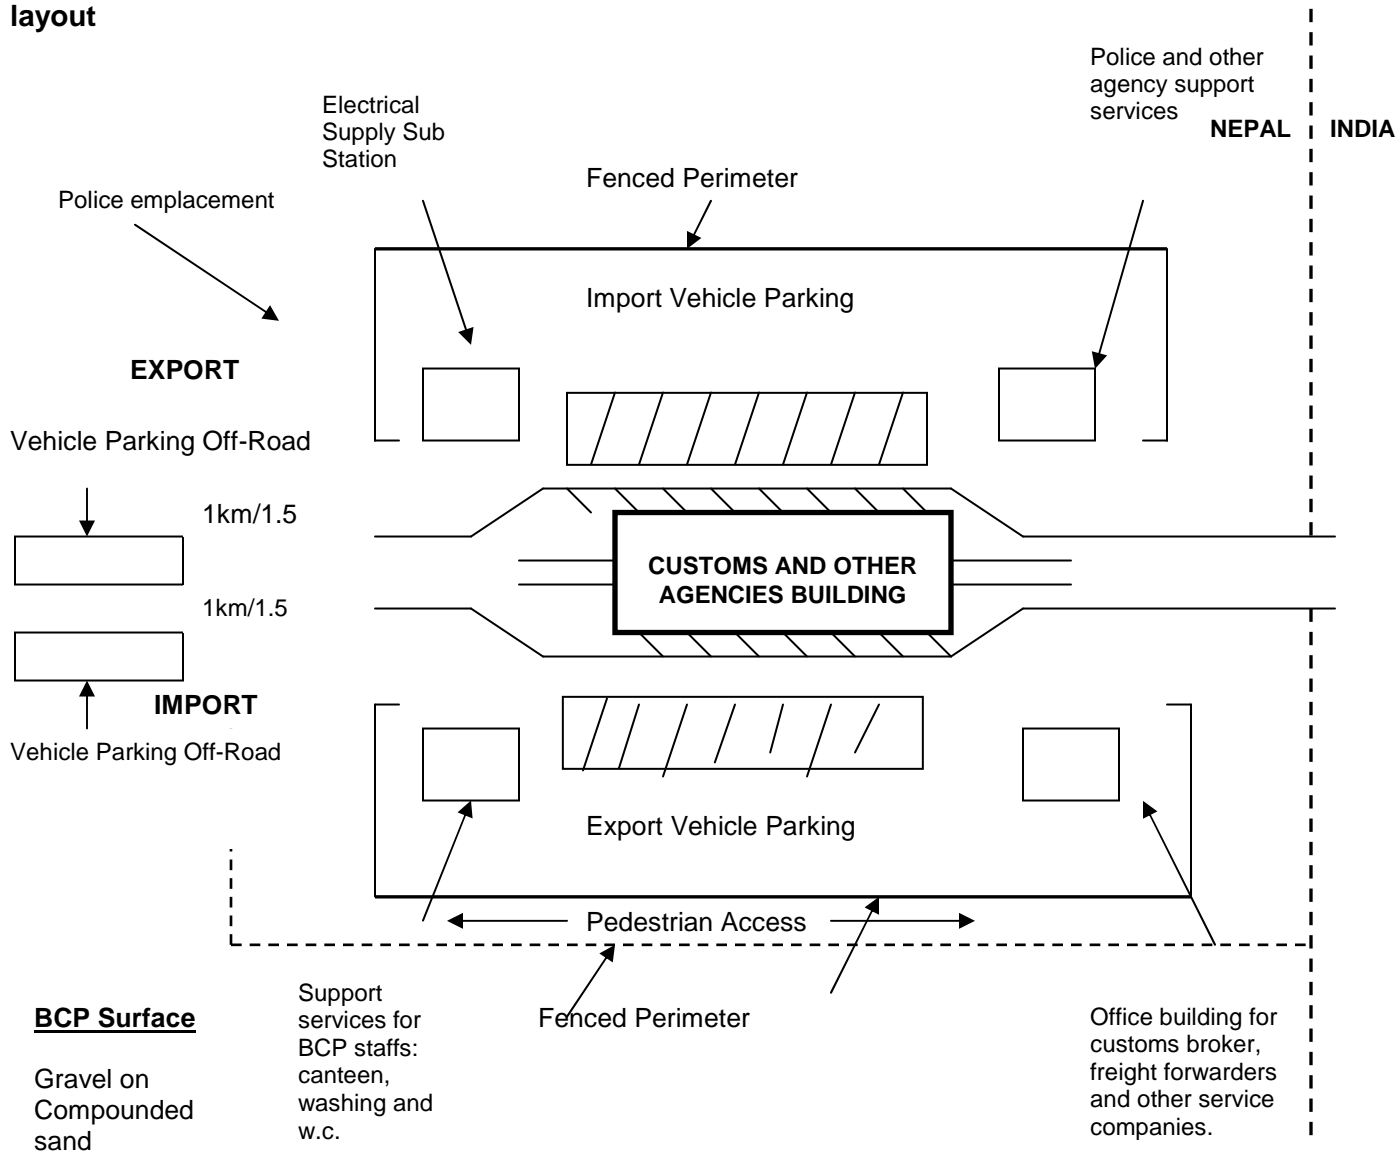 layout
Police and other
agency support
services
NEPAL
INDIA
Electrical
Supply Sub
Station
Fenced Perimeter
Police emplacement
Import Vehicle Parking
EXPORT
Vehicle Parking Off-Road
1km/1.5
CUSTOMS AND OTHER
AGENCIES BUILDING
1km/1.5
IMPORT
Vehicle Parking Off-Road
Export Vehicle Parking
Pedestrian Access
BCP Surface
Gravel on
Compounded
sand
Support
services for
BCP staffs:
canteen,
washing and
w.c.
Fenced Perimeter
Office building for
customs broker,
freight forwarders
and other service
companies.